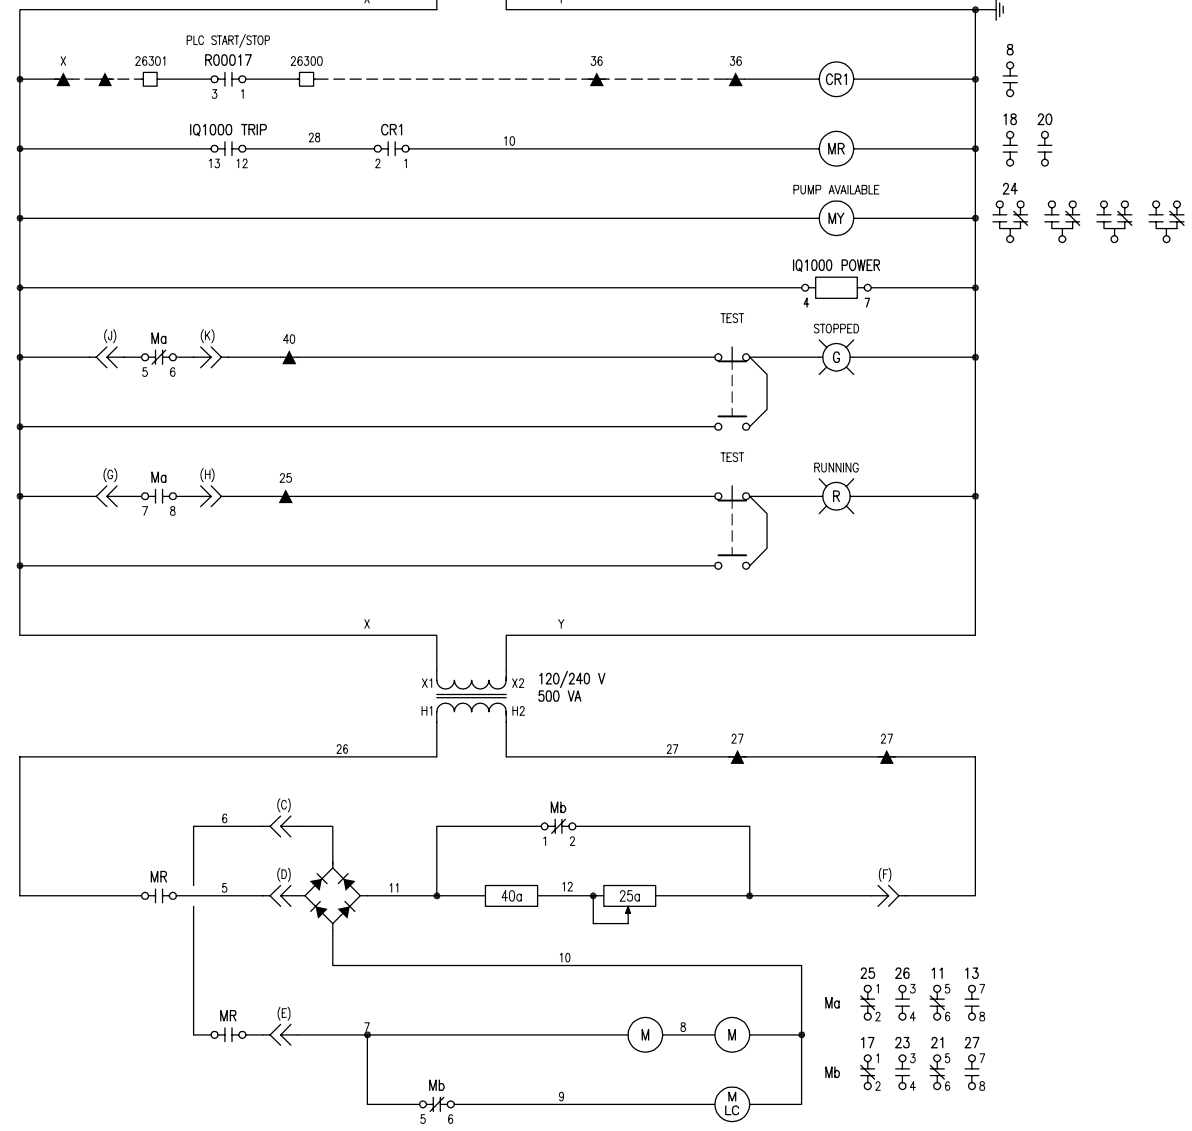 X Y
PLC START/STOP
X 26301 R00017 26300 36 36
CR1
3 1
8
IQ1000 TRIP 28 CR1 10
13 12 2 1
MR
18 20
PUMP AVAILABLE
MY
24
IQ1000 POWER
4 7
TEST
STOPPED
(J) Ma (K) 40
5 6
G
TEST
RUNNING
(G) Ma (H) 25
7 8
R
X Y
X1 X2 120/240 V
500 VA
H1 H2
26 27 27 27
6 (C)
Mb
1 2
MR 5 (D) 11 40a 12 25a (F)
10
MR (E) 7 M 8 M
Mb 9 M
LC
5 6
25 26 11 13
Ma 1 3 5 7
2 4 6 8
17 23 21 27
Mb 1 3 5 7
2 4 6 8